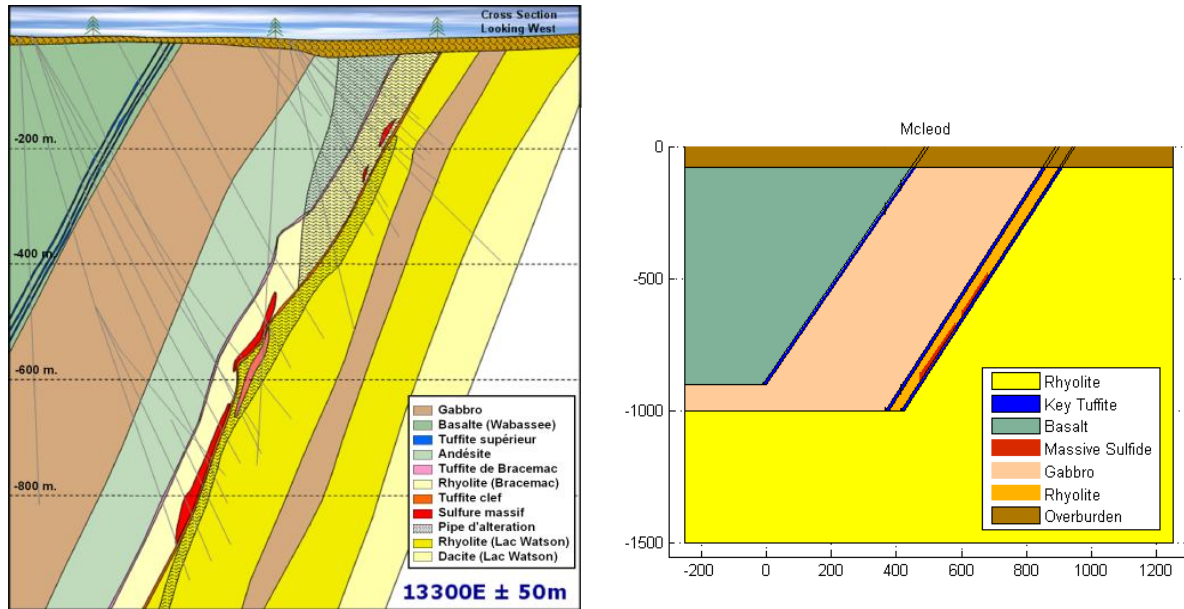 Cross Section
Looking West
-200 m.
-400 m.
-600 m.
-800 m.
Gabbro
Basalte (Wabassee)
Tuffite supérieur
Andésite
Tuffite de Bracemac
Rhyolite (Bracemac)
Tuffite clef
Sulfure massif
Pipe d'alteration
Rhyolite (Lac Watson)
Dacite (Lac Watson)
13300E ± 50m
Mcleod
0
-500
-1000
-1500
-200 0 200 400 600 800 1000 1200
Rhyolite
Key Tuffite
Basalt
Massive Sulfide
Gabbro
Rhyolite
Overburden